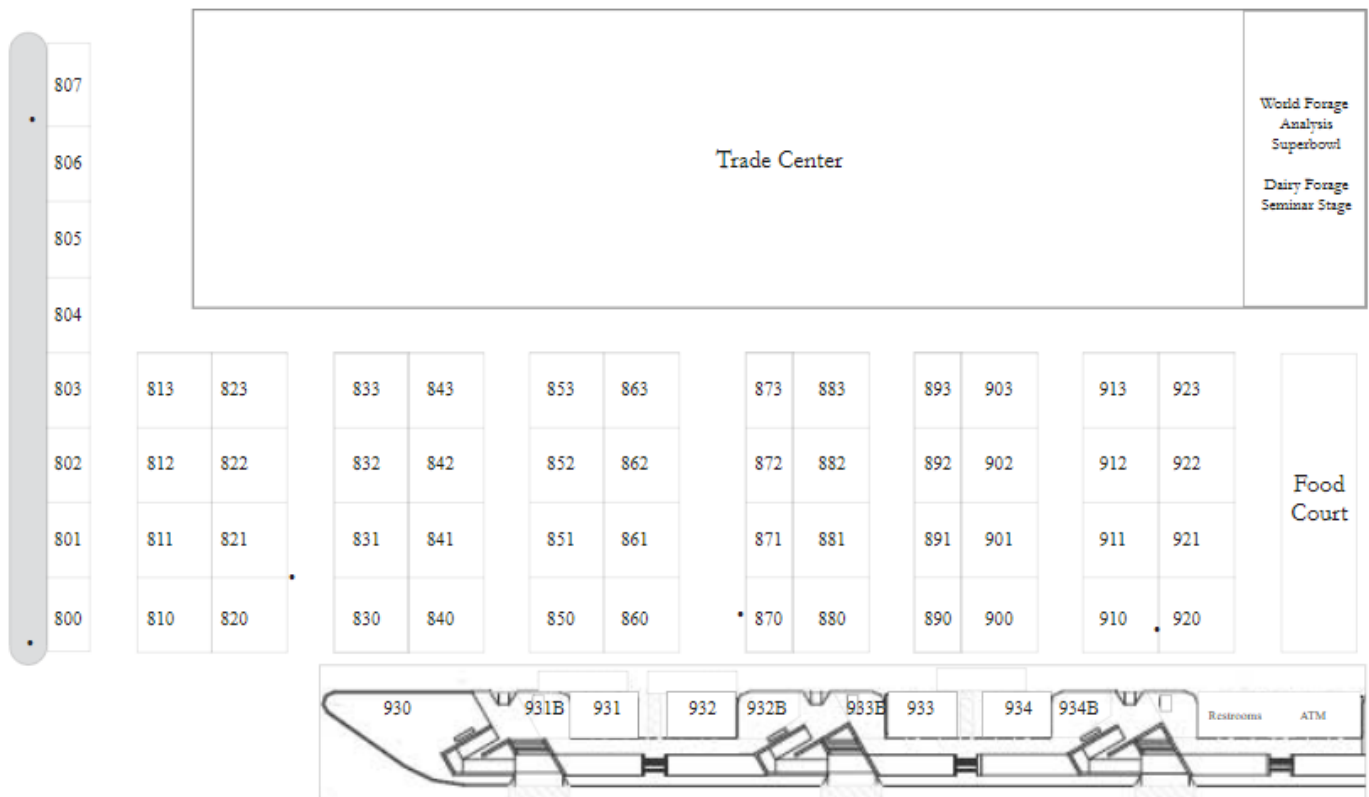 807
World Forage
Analysis
Superbowl
806
Trade Center
Dairy Forage
Seminar Stage
805
804
803 813 823 833 843 853 863 873 883 893 903 913 923
802 812 822 832 842 852 862 872 882 892 902 912 922
Food
Court
801 811 821 831 841 851 861 871 881 891 901 911 921
800 810 820 830 840 850 860 870 880 890 900 910 920
930 931B 931 932 932B 933B 933 934 934B Restrooms ATM